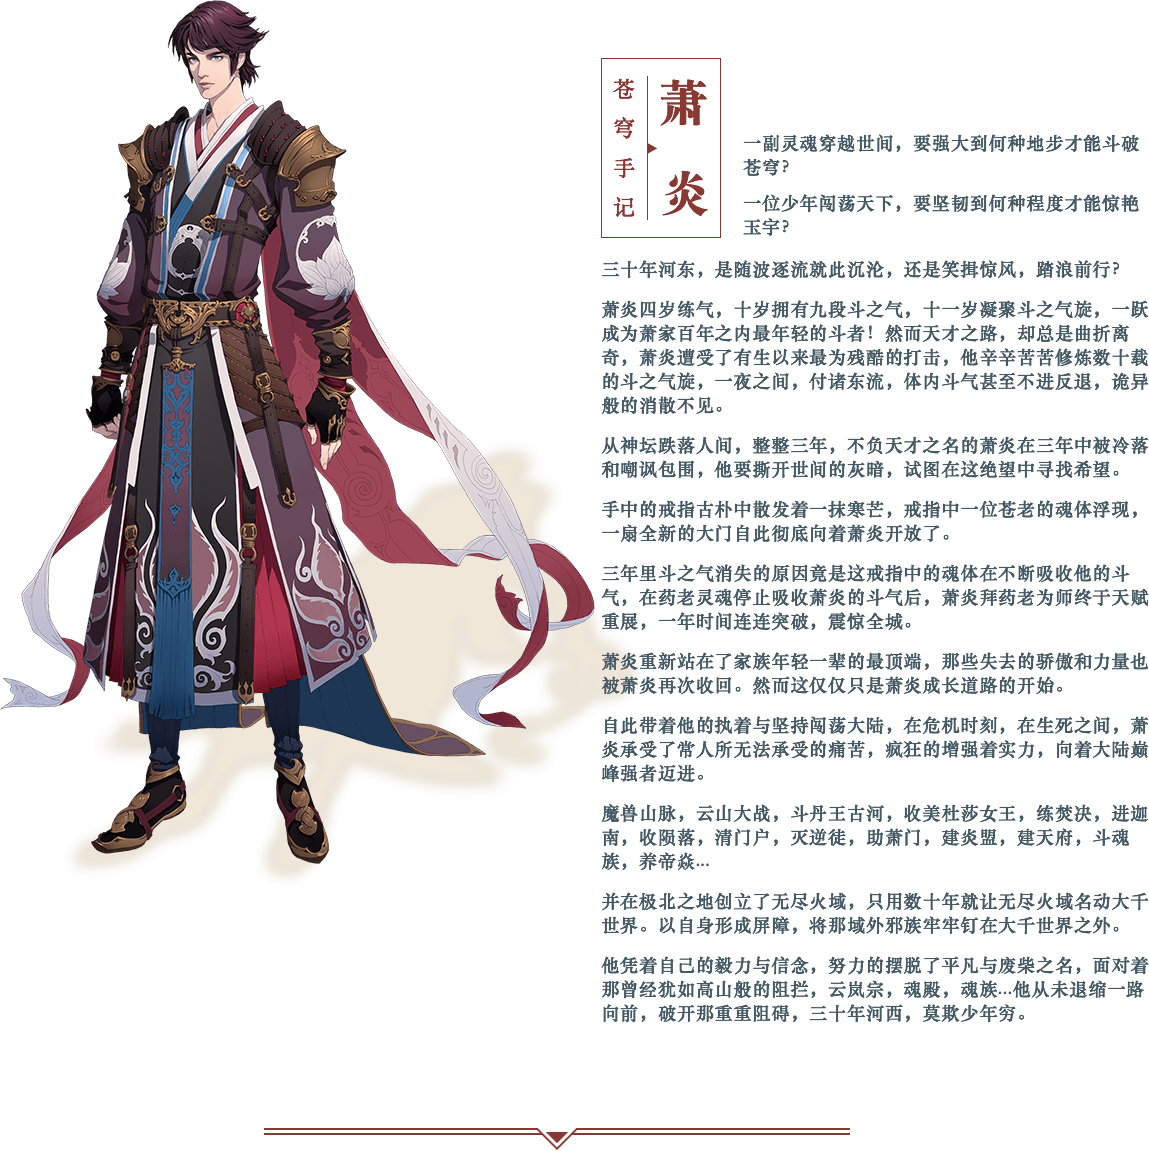 萧炎
苍穹手记
一副灵魂穿越世间，要强大到何种地步才能斗破
苍穹？
一位少年闯荡天下，要坚韧到何种程度才能惊艳
玉宇？
三十年河东，是随波逐流就此沉沦，还是笑揖惊风，踏浪前行？
萧炎四岁练气，十岁拥有九段斗之气，十一岁凝聚斗之气旋，一跃
成为萧家百年之内最年轻的斗者！然而天才之路，却总是曲折离
奇，萧炎遭受了有生以来最为残酷的打击，他辛辛苦苦修炼数十载
的斗之气旋，一夜之间，付诸东流，体内斗气甚至不进反退，诡异
般的消散不见。
从神坛跌落人间，整整三年，不负天才之名的萧炎在三年中被冷落
和嘲讽包围，他要撕开世间的灰暗，试图在这绝望中寻找希望。
手中的戒指古朴中散发着一抹寒芒，戒指中一位苍老的魂体浮现，
一扇全新的大门自此彻底向着萧炎开放了。
三年里斗之气消失的原因竟是这戒指中的魂体在不断吸收他的斗
气，在药老灵魂停止吸收萧炎的斗气后，萧炎拜药老为师终于天赋
重展，一年时间连连突破，震惊全城。
萧炎重新站在了家族年轻一辈的最顶端，那些失去的骄傲和力量也
被萧炎再次收回。然而这仅仅只是萧炎成长道路的开始。
自此带着他的执着与坚持闯荡大陆，在危机时刻，在生死之间，萧
炎承受了常人所无法承受的痛苦，疯狂的增强着实力，向着大陆巅
峰强者迈进。
魔兽山脉，云山大战，斗丹王古河，收美杜莎女王，练焚决，进迦
南，收陨落，清门户，灭逆徒，助萧门，建炎盟，建天府，斗魂
族，养帝焱...
并在极北之地创立了无尽火域，只用数十年就让无尽火域名动大千
世界。以自身形成屏障，将那域外邪族牢牢钉在大千世界之外。
他凭着自己的毅力与信念，努力的摆脱了平凡与废柴之名，面对着
那曾经犹如高山般的阻拦，云岚宗，魂殿，魂族...他从未退缩一路
向前，破开那重重阻碍，三十年河西，莫欺少年穷。